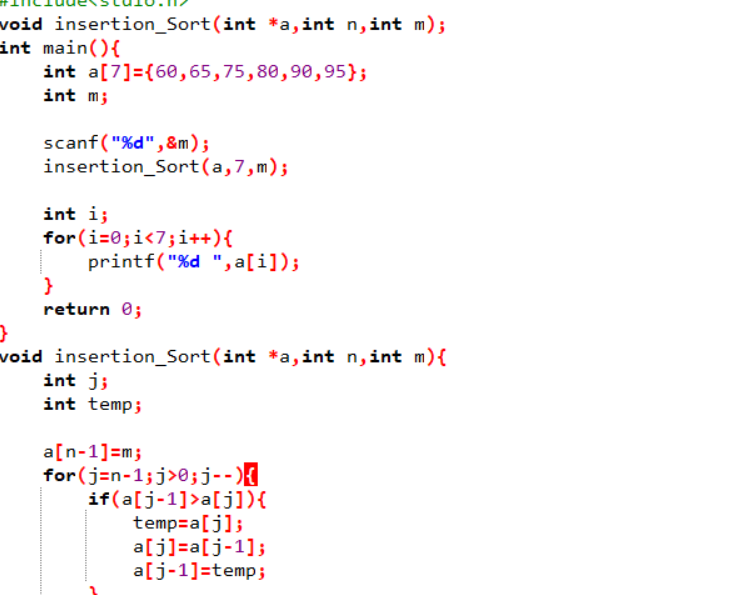 #include<stdio.h>
void insertion_Sort(int *a,int n,int m);
int main(){
    int a[7]={60,65,75,80,90,95};
    int m;

    scanf("%d",&m);
    insertion_Sort(a,7,m);

    int i;
    for(i=0;i<7;i++){
        printf("%d ",a[i]);
    }
    return 0;
}
void insertion_Sort(int *a,int n,int m){
    int j;
    int temp;

    a[n-1]=m;
    for(j=n-1;j>0;j--){
        if(a[j-1]>a[j]){
            temp=a[j];
            a[j]=a[j-1];
            a[j-1]=temp;
        }